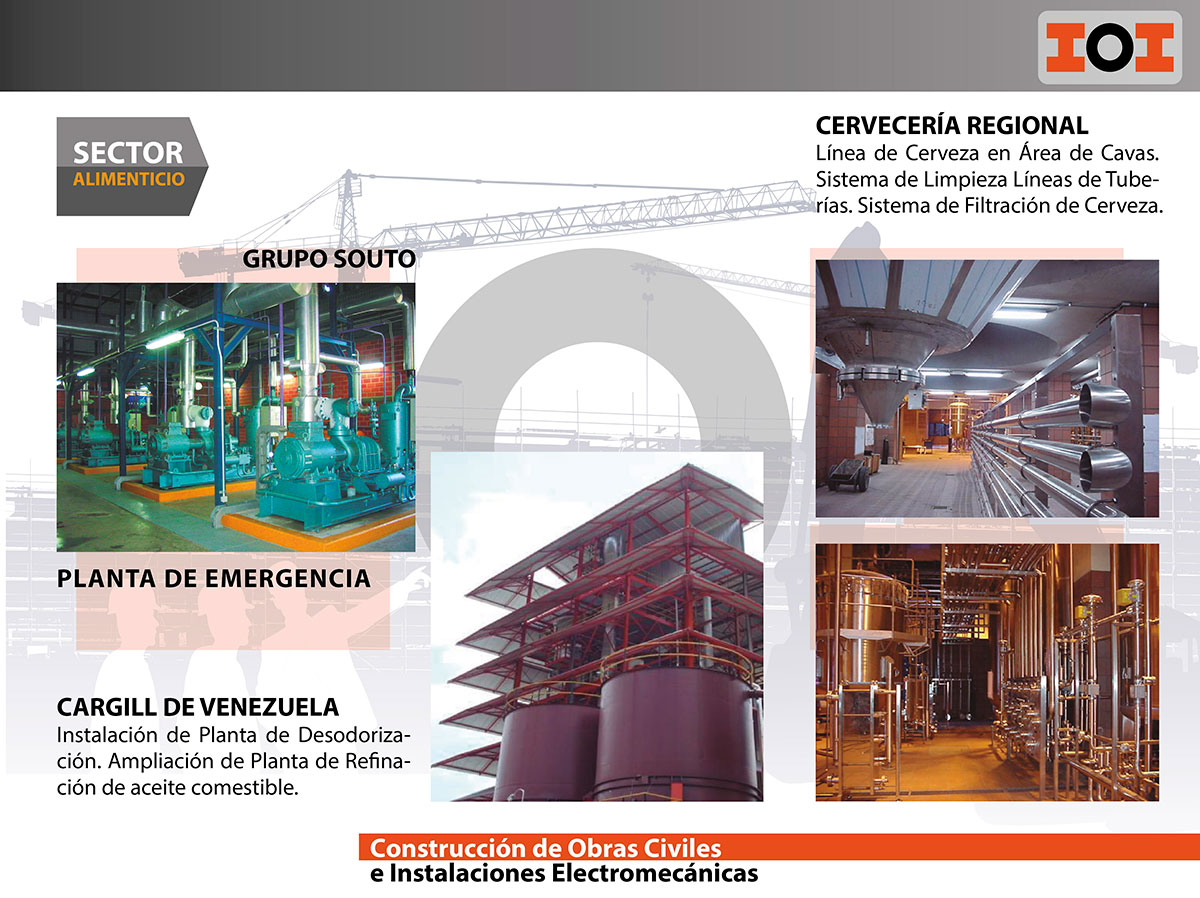 IOI
SECTOR
ALIMENTICIO
GRUPO SOUTO
PLANTA DE EMERGENCIA
CARGILL DE VENEZUELA
Instalación de Planta de Desodoriza-
ción. Ampliación de Planta de Refina-
ción de aceite comestible.
CERVECERÍA REGIONAL
Línea de Cerveza en Área de Cavas.
Sistema de Limpieza Líneas de Tube-
rías. Sistema de Filtración de Cerveza.
Construcción de Obras Civiles
e Instalaciones Electromecánicas